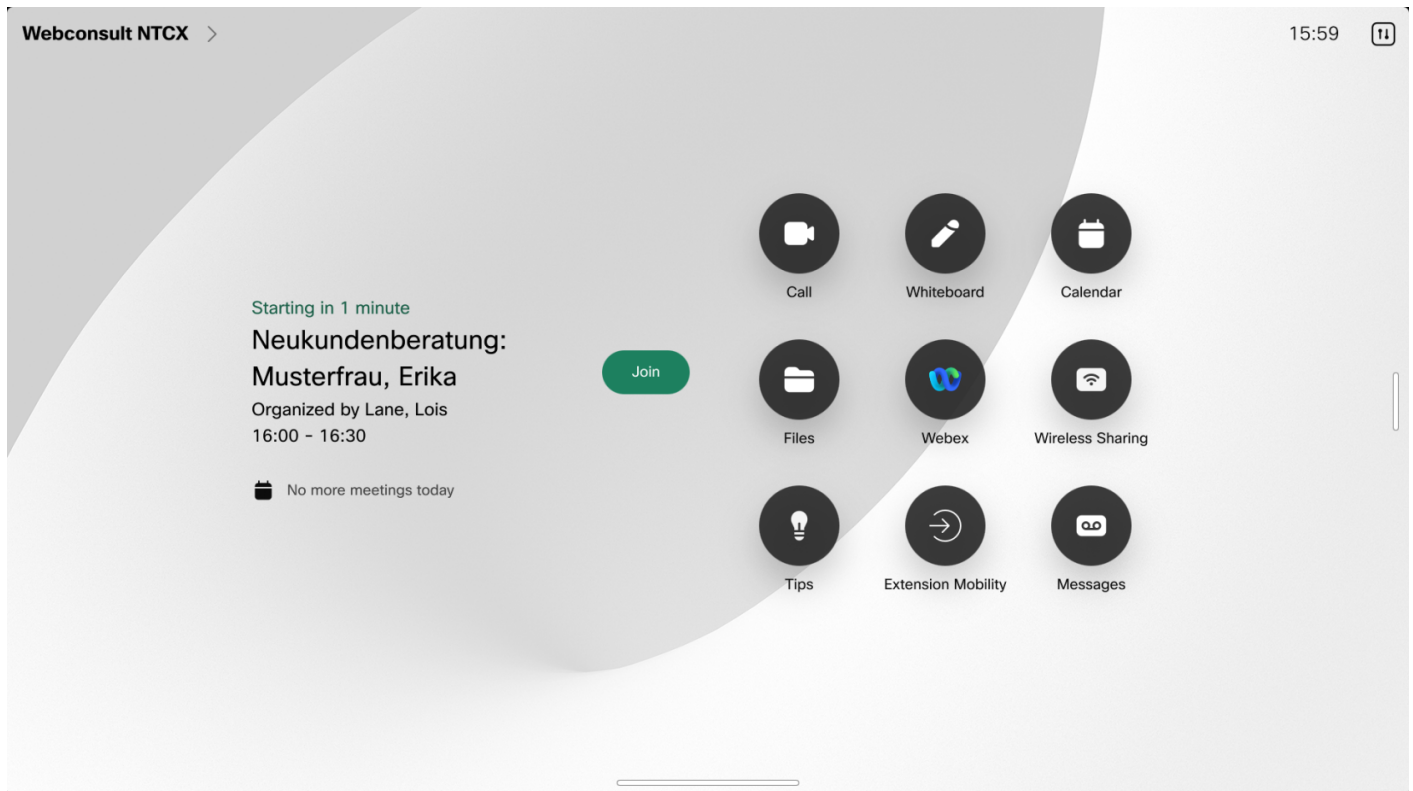 Webconsult NTCX
15:59
Starting in 1 minute
Neukundenberatung:
Musterfrau, Erika
Organized by Lane, Lois
16:00 - 16:30
Join
No more meetings today
Call
Whiteboard
Calendar
Files
Webex
Wireless Sharing
Tips
Extension Mobility
Messages